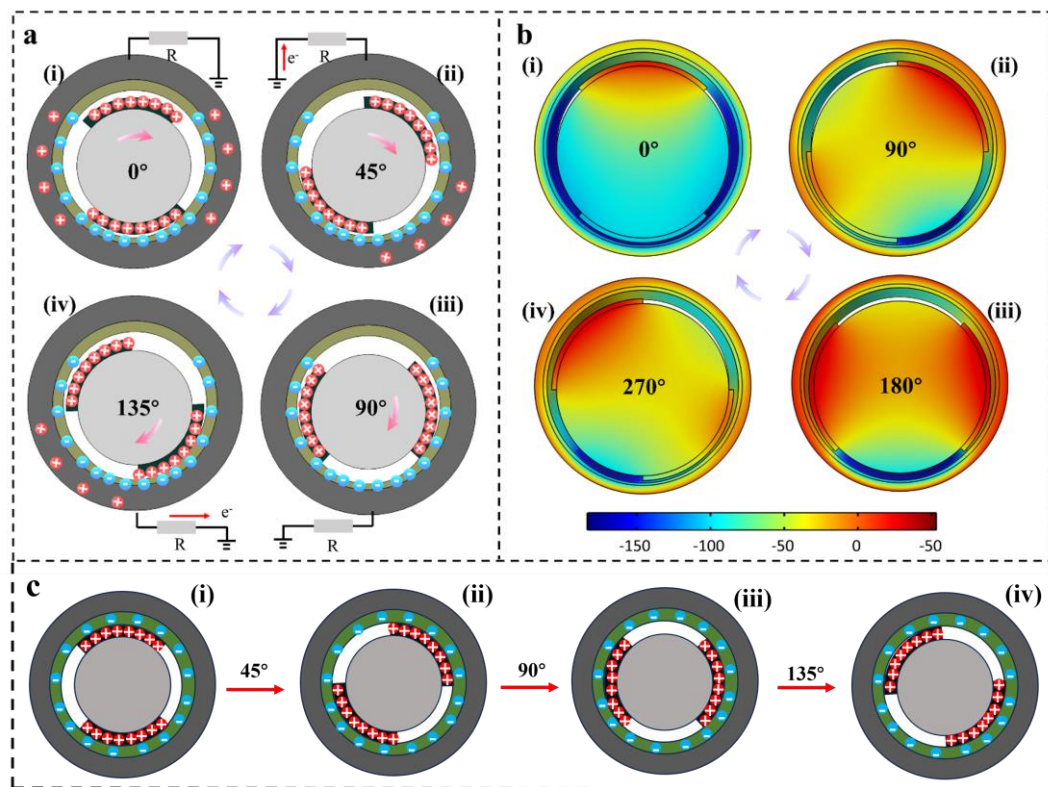 a
(i)
R
0°
(ii)
e-
R
45°
(iv)
135°
R
e-
(iii)
90°
R
b
(i)
0°
(ii)
90°
(iv)
270°
(iii)
180°
-150 -100 -50 0 -50
c
(i)
45°
(ii)
90°
(iii)
135°
(iv)